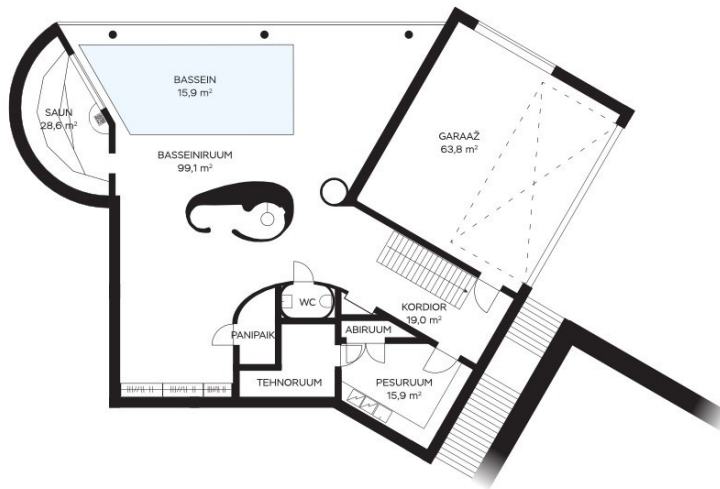 BASSEIN
15,9 m²
SAUN
28,6 m²
GARAAŽ
63,8 m²
BASSEINIRUUM
99,1 m²
WC
KORDIOR
19,0 m²
PANIPAIK
ABIRUUM
TEHNORUUM
PESURUUM
15,9 m²